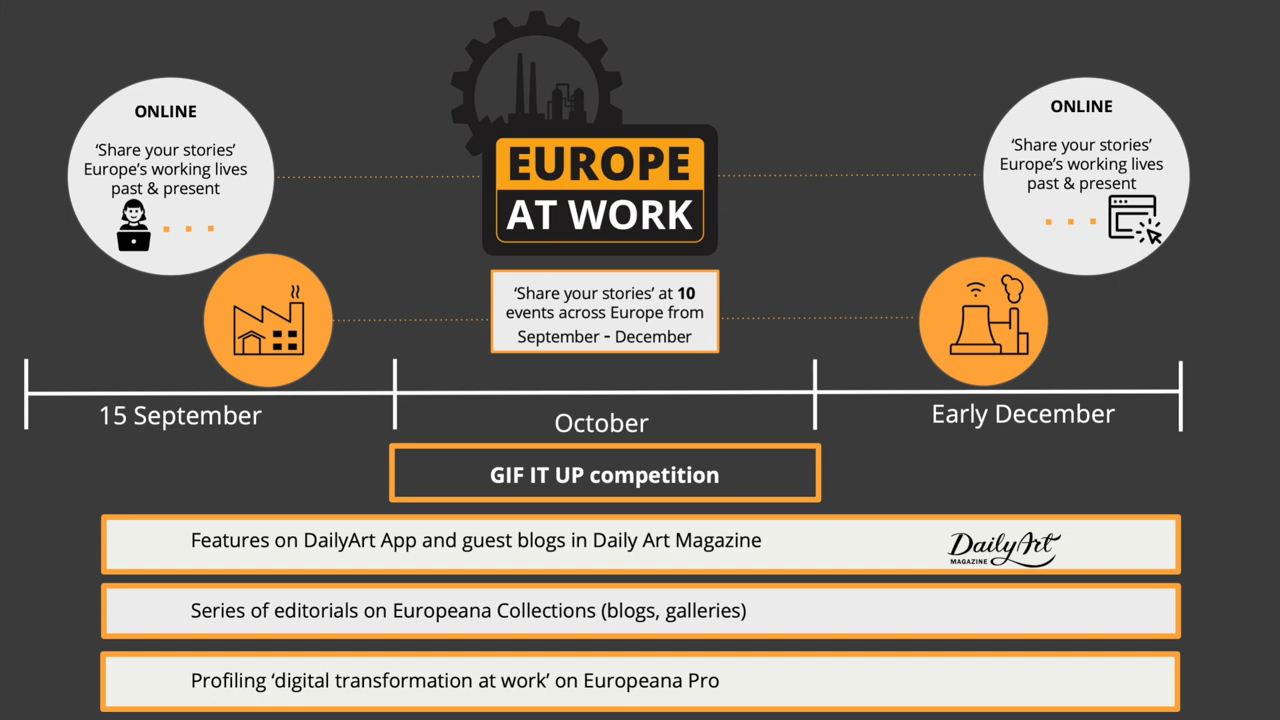 ONLINE
‘Share your stories’
Europe’s working lives
past & present
EUROPE
AT WORK
ONLINE
‘Share your stories’
Europe’s working lives
past & present
‘Share your stories’ at 10
events across Europe from
September - December
15 September
October
Early December
GIF IT UP competition
Features on DailyArt App and guest blogs in Daily Art Magazine
DailyArt
MAGAZINE
Series of editorials on Europeana Collections (blogs, galleries)
Profiling ‘digital transformation at work’ on Europeana Pro